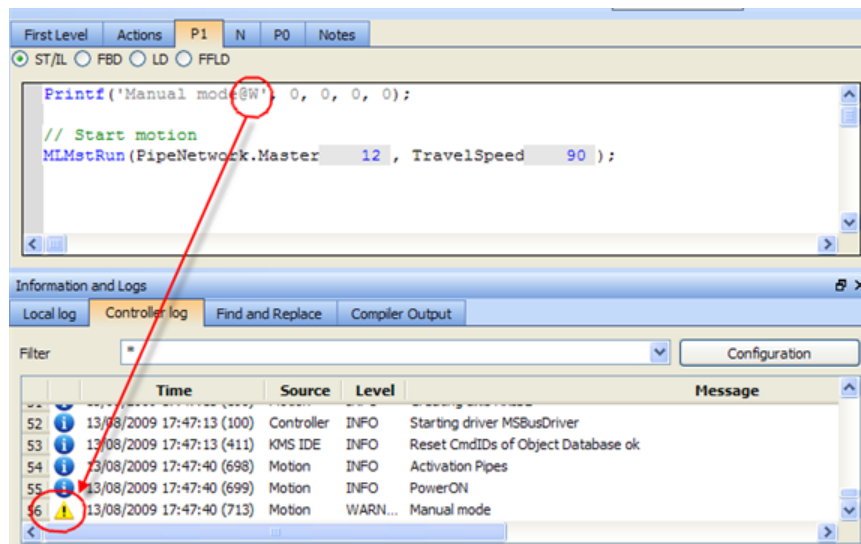 First Level Actions P1 N P0 Notes
ST/IL FBD LD FFLD
Printf('Manual mode@W', 0, 0, 0, 0);
// Start motion
MLMstRun(PipeNetwork.Master 12 , TravelSpeed 90 );
Information and Logs
Local log Controller log Find and Replace Compiler Output
Filter * Configuration
Time Source Level Message
52 13/08/2009 17:47:13 (100) Controller INFO Starting driver MSBusDriver
53 13/08/2009 17:47:13 (411) KMS IDE INFO Reset CmdIDs of Object Database ok
54 13/08/2009 17:47:40 (698) Motion INFO Activation Pipes
55 13/08/2009 17:47:40 (699) Motion INFO PowerON
56 13/08/2009 17:47:40 (713) Motion WARN... Manual mode